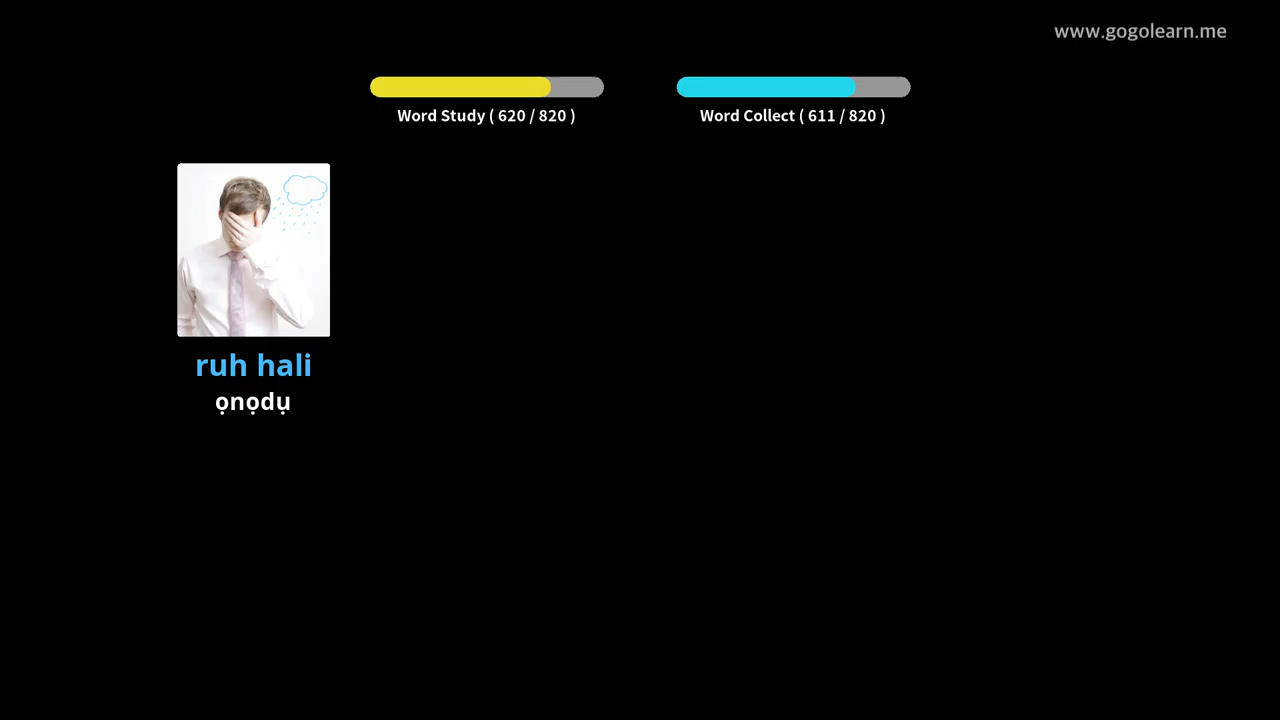 www.gogolearn.me
Word Study ( 620 / 820 )
Word Collect ( 611 / 820 )
ruh hali
ọnọdụ